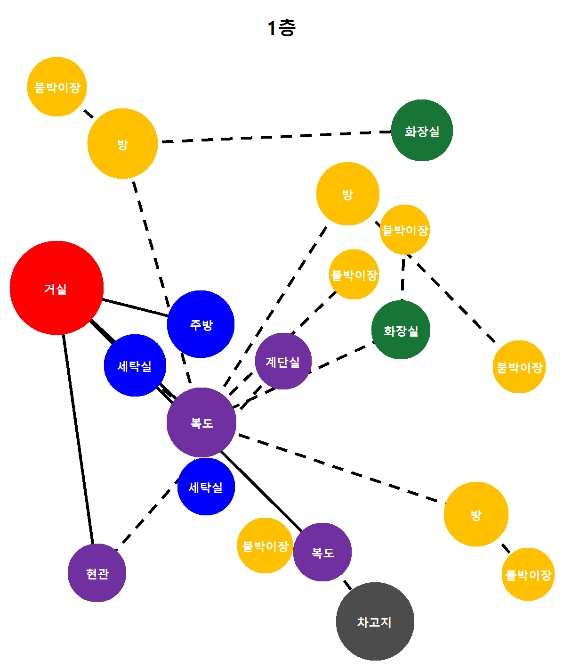 1층
붙박이장
화장실
방
방
붙박이장
붙박이장
거실
주방
화장실
계단실
세탁실
붙박이장
복도
세탁실
방
붙박이장
복도
현관
붙박이장
차고지